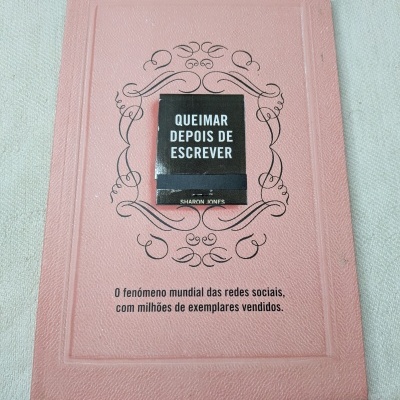 QUEIMAR
DEPOIS DE
ESCREVER
SHARON JONES
O fenómeno mundial das redes sociais,
com milhões de exemplares vendidos.